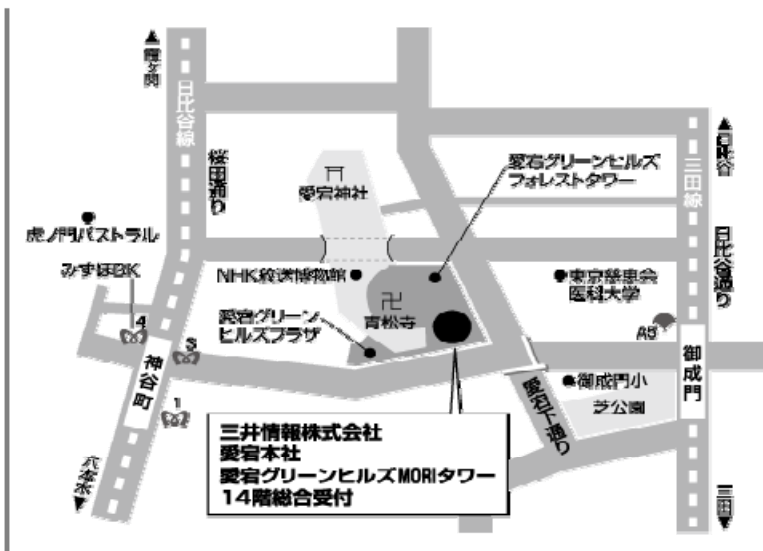 ▲霞ヶ関
日比谷線
桜田通り
愛宕神社
愛宕グリーンヒルズ
フォレストタワー
▲日比谷
三田線
日比谷通り
虎ノ門パストラル
みずほBK
NHK放送博物館
東京慈恵会
医科大学
卍
青松寺
愛宕グリーン
ヒルズプラザ
4
3
1
神谷町
A5
御成門
御成門小
芝公園
愛宕下通り
六本木▼
三田▼
三井情報株式会社
愛宕本社
愛宕グリーンヒルズMORIタワー
14階総合受付